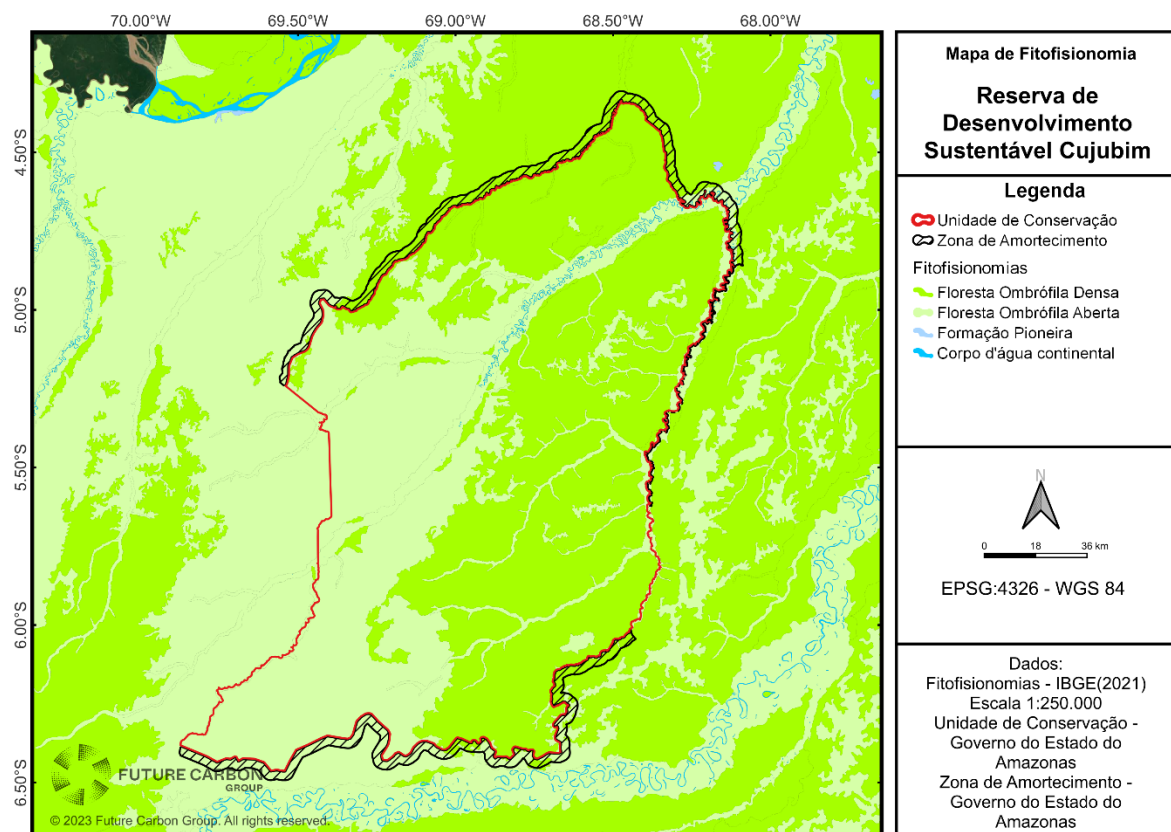 70.00°W 69.50°W 69.00°W 68.50°W 68.00°W
4.50°S
5.00°S
5.50°S
6.00°S
6.50°S
FUTURE CARBON
GROUP
© 2023 Future Carbon Group. All rights reserved.
Mapa de Fitofisionomia
Reserva de
Desenvolvimento
Sustentável Cujubim
Legenda
Unidade de Conservação
Zona de Amortecimento
Fitofisionomias
Floresta Ombrófila Densa
Floresta Ombrófila Aberta
Formação Pioneira
Corpo d'água continental
N
0 18 36 km
EPSG:4326 - WGS 84
Dados:
Fitofisionomias - IBGE(2021)
Escala 1:250.000
Unidade de Conservação -
Governo do Estado do
Amazonas
Zona de Amortecimento -
Governo do Estado do
Amazonas